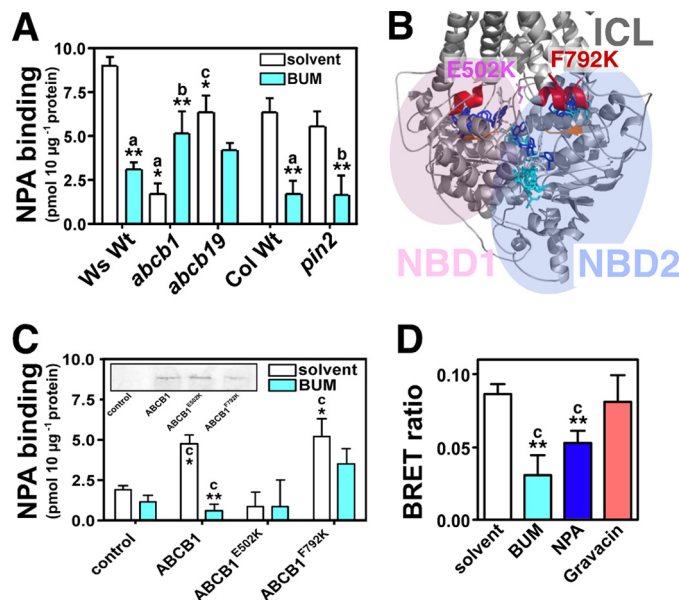 A
NPA binding
(pmol 10 µg⁻¹ protein)
10.0
7.5
5.0
2.5
0.0
solvent
BUM
a
**
a
*
b
**
c
*
a
**
b
**
Ws Wt
abcb1
abcb19
Col Wt
pin2
B
ICL
E502K
F792K
NBD1
NBD2
C
NPA binding
(pmol 10 µg⁻¹ protein)
10.0
7.5
5.0
2.5
0.0
control
ABCB1
ABCB1E502K
ABCB1F792K
solvent
BUM
c
*
c
**
c
*
control
ABCB1
ABCB1E502K
ABCB1F792K
D
BRET ratio
0.10
0.05
0.00
c
**
c
**
solvent
BUM
NPA
Gravacin